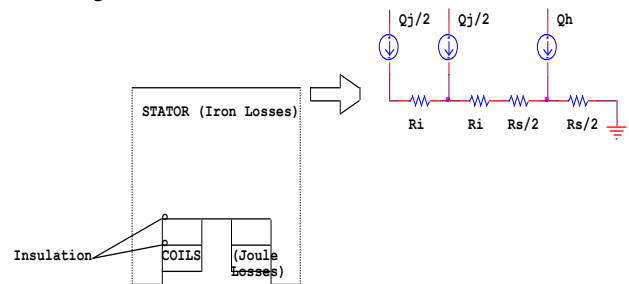 Qj/2 Qj/2 Qh
STATOR (Iron Losses)
Ri Ri Rs/2 Rs/2
Insulation COILS (Joule
Losses)